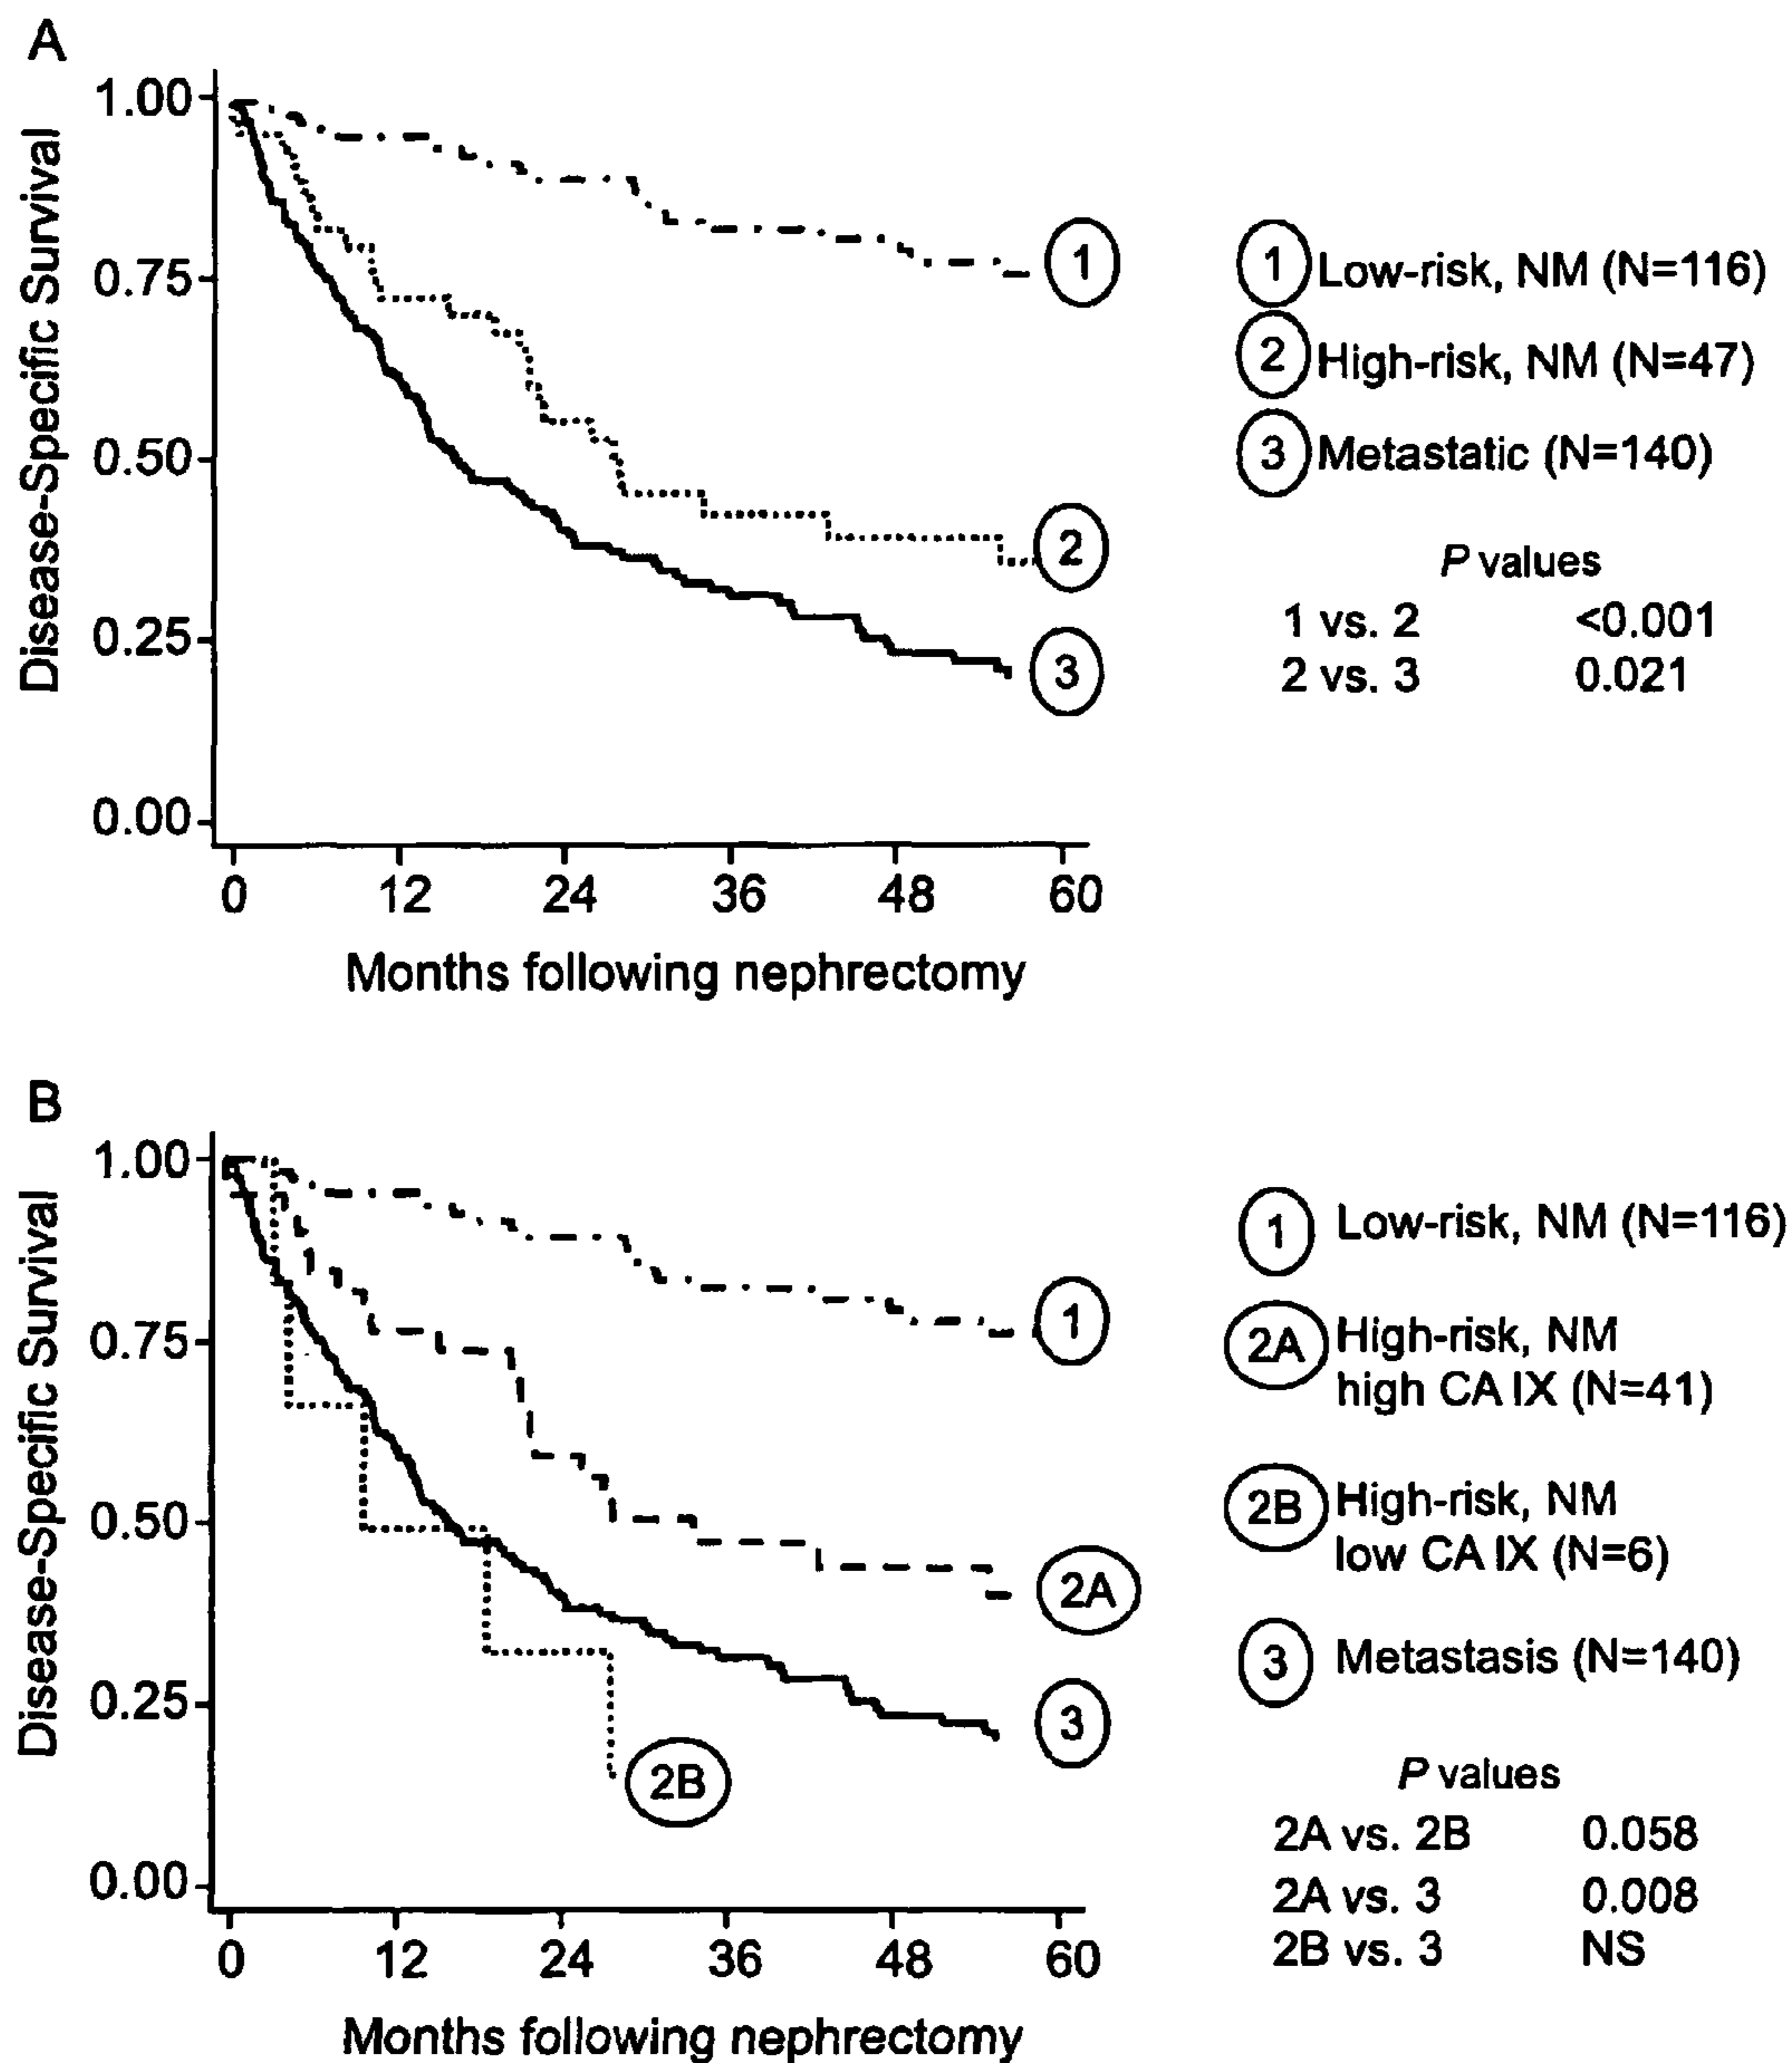 A
Disease-Specific Survival
1.00
0.75
0.50
0.25
0.00
0 12 24 36 48 60
Months following nephrectomy
1
2
3
1 Low-risk, NM (N=116)
2 High-risk, NM (N=47)
3 Metastatic (N=140)
P values
1 vs. 2 <0.001
2 vs. 3 0.021
B
Disease-Specific Survival
1.00
0.75
0.50
0.25
0.00
0 12 24 36 48 60
Months following nephrectomy
1
2A
3
2B
1 Low-risk, NM (N=116)
2A High-risk, NM
high CA IX (N=41)
2B High-risk, NM
low CA IX (N=6)
3 Metastasis (N=140)
P values
2A vs. 2B 0.058
2A vs. 3 0.008
2B vs. 3 NS